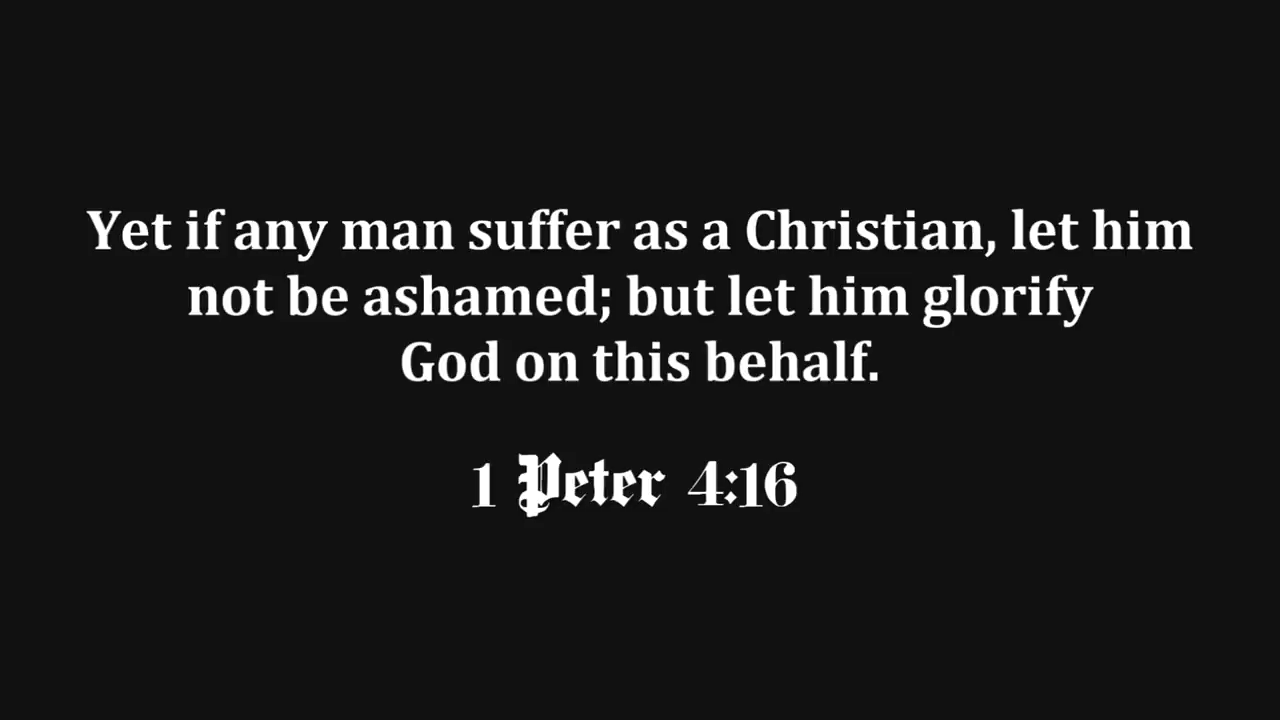 Yet if any man suffer as a Christian, let him
not be ashamed; but let him glorify
God on this behalf.
1 Peter 4:16